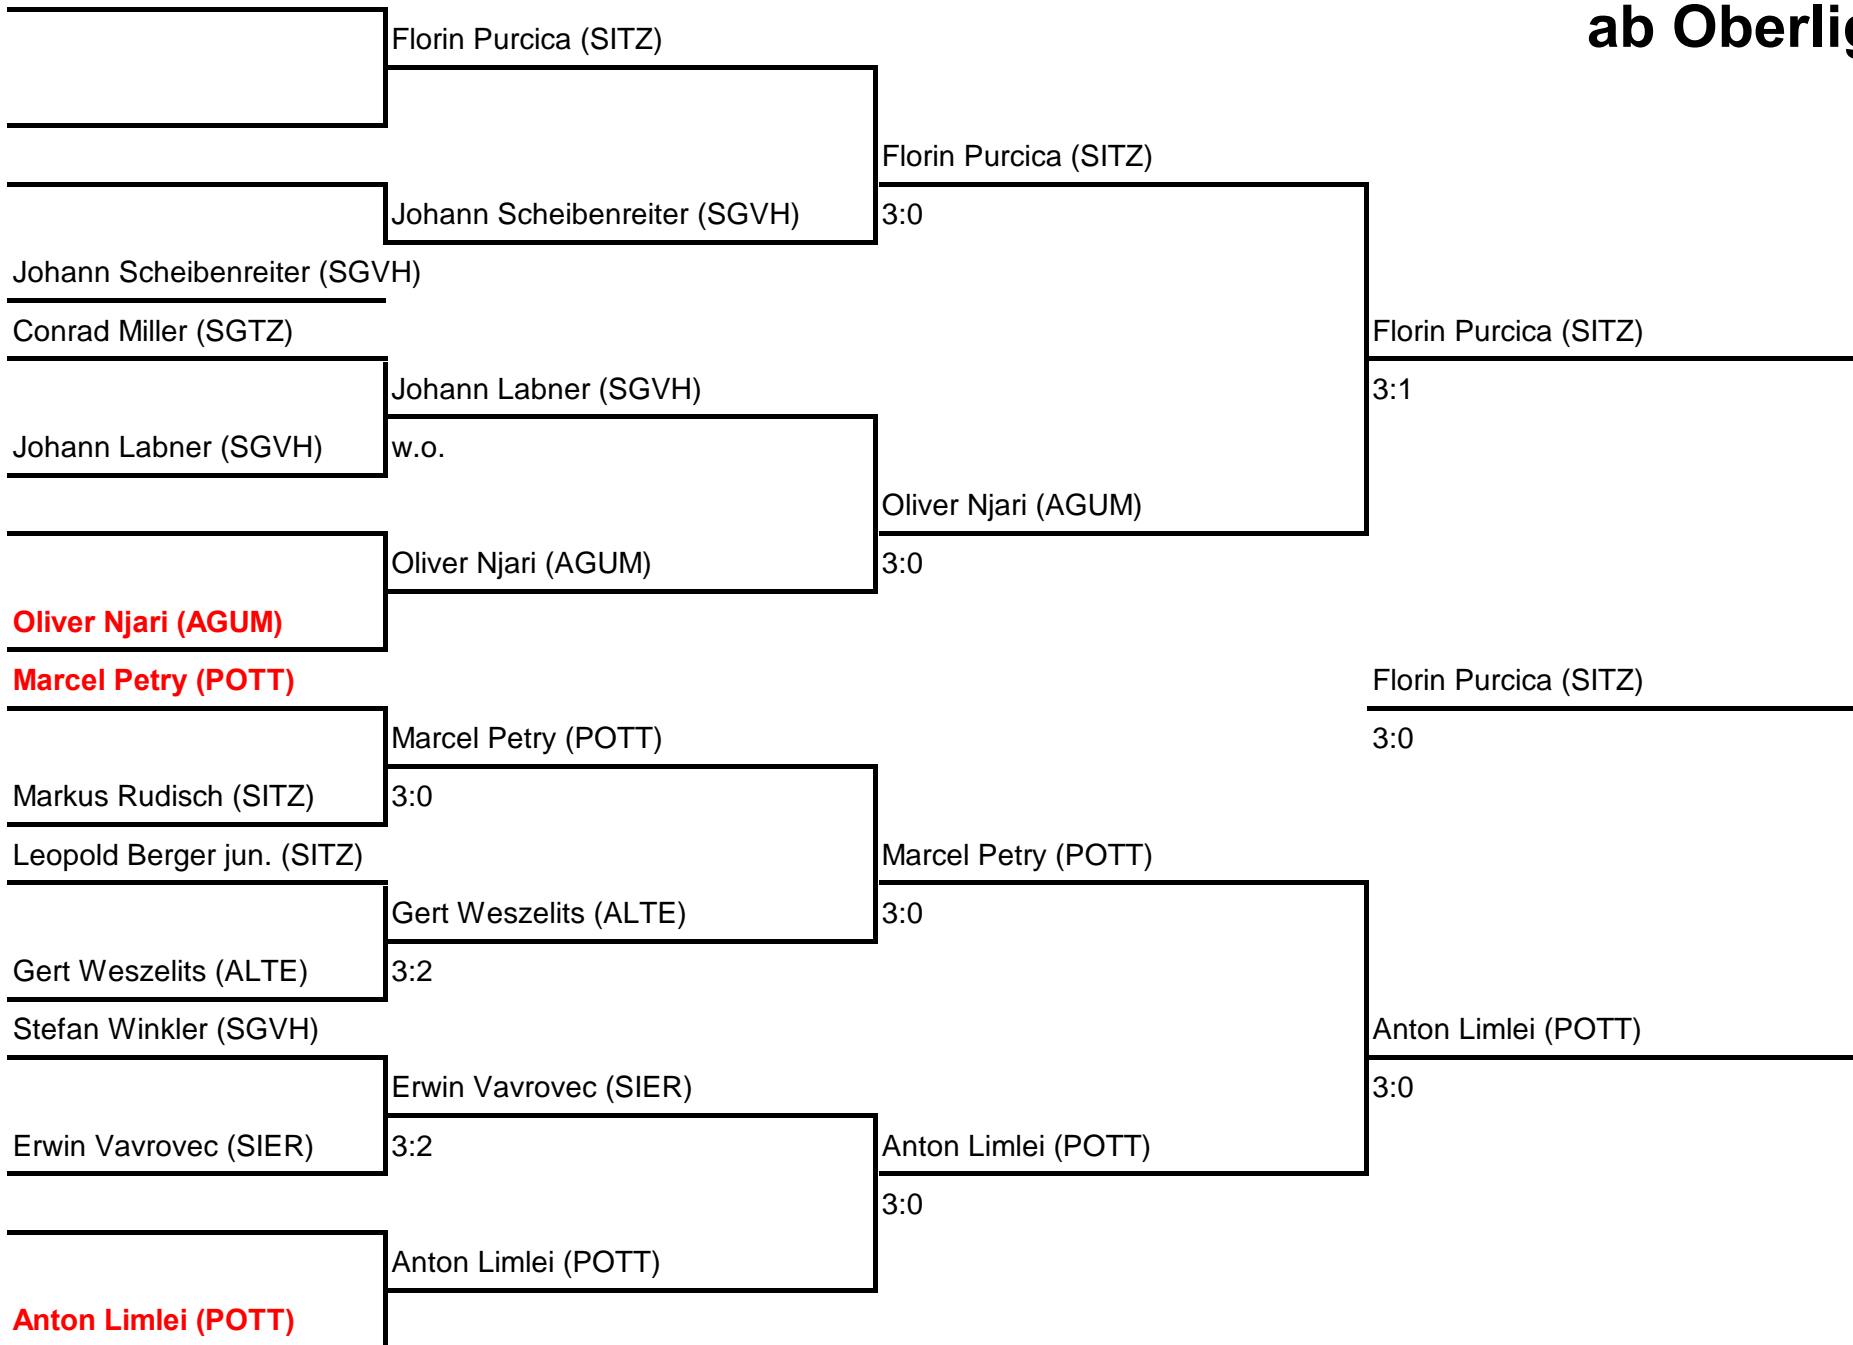 ab Oberlig
Florin Purcica (SITZ)
Florin Purcica (SITZ)
Johann Scheibenreiter (SGVH)
3:0
Johann Scheibenreiter (SGVH)
Conrad Miller (SGTZ)
Florin Purcica (SITZ)
Johann Labner (SGVH)
3:1
Johann Labner (SGVH)
w.o.
Oliver Njari (AGUM)
Oliver Njari (AGUM)
3:0
Oliver Njari (AGUM)
Marcel Petry (POTT)
Florin Purcica (SITZ)
Marcel Petry (POTT)
3:0
Markus Rudisch (SITZ)
3:0
Leopold Berger jun. (SITZ)
Marcel Petry (POTT)
Gert Weszelits (ALTE)
3:0
Gert Weszelits (ALTE)
3:2
Stefan Winkler (SGVH)
Anton Limlei (POTT)
Erwin Vavrovec (SIER)
3:0
Erwin Vavrovec (SIER)
3:2
Anton Limlei (POTT)
3:0
Anton Limlei (POTT)
Anton Limlei (POTT)